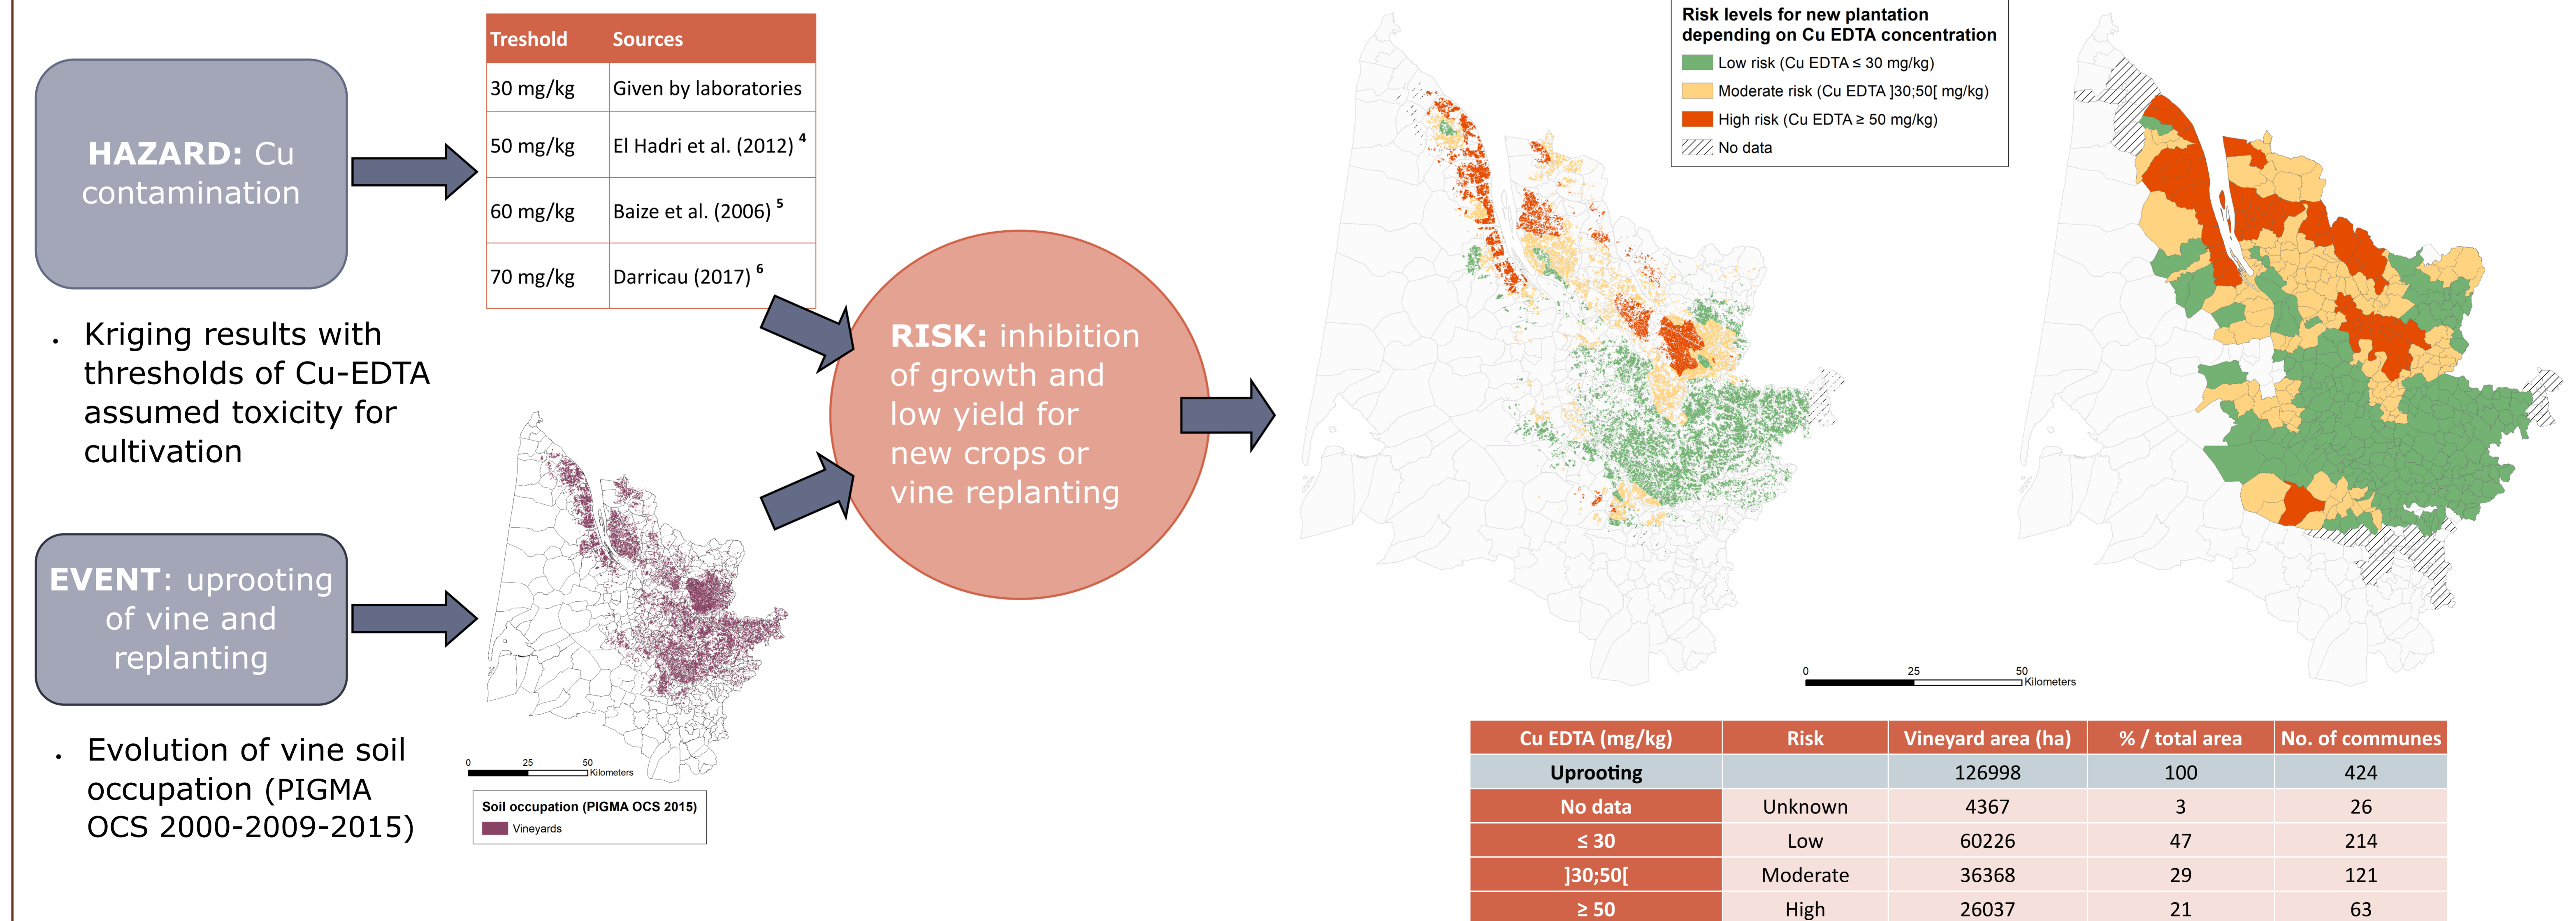 HAZARD: Cu
contamination
• Kriging results with
thresholds of Cu-EDTA
assumed toxicity for
cultivation
EVENT: uprooting
of vine and
replanting
• Evolution of vine soil
occupation (PIGMA
OCS 2000-2009-2015)
Treshold Sources
30 mg/kg Given by laboratories
50 mg/kg El Hadri et al. (2012) 4
60 mg/kg Baize et al. (2006) 5
70 mg/kg Darricau (2017) 6
0 25 50
Kilometers
Soil occupation (PIGMA OCS 2015)
Vineyards
RISK: inhibition
of growth and
low yield for
new crops or
vine replanting
Risk levels for new plantation
depending on Cu EDTA concentration
Low risk (Cu EDTA ≤ 30 mg/kg)
Moderate risk (Cu EDTA ]30;50[ mg/kg)
High risk (Cu EDTA ≥ 50 mg/kg)
No data
0 25 50
Kilometers
Cu EDTA (mg/kg) Risk Vineyard area (ha) % / total area No. of communes
Uprooting 126998 100 424
No data Unknown 4367 3 26
≤ 30 Low 60226 47 214
]30;50[ Moderate 36368 29 121
≥ 50 High 26037 21 63